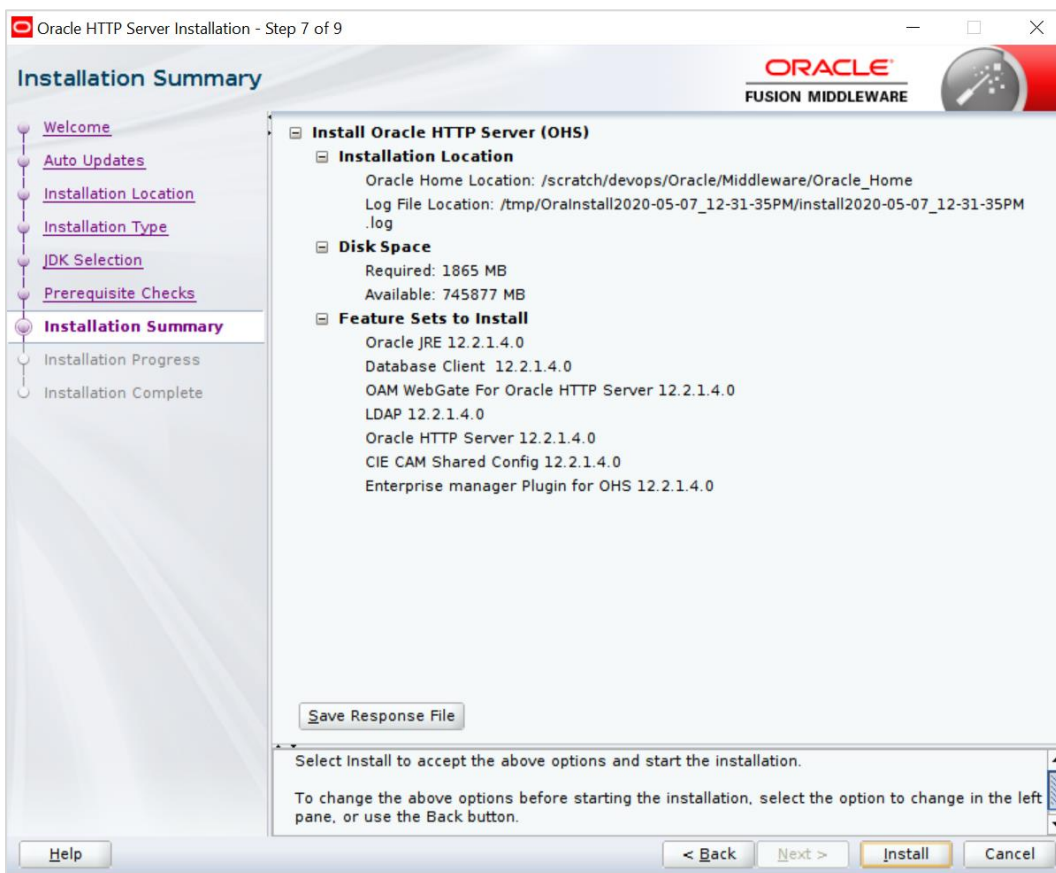 Oracle HTTP Server Installation - Step 7 of 9
Installation Summary
ORACLE
FUSION MIDDLEWARE
Welcome
Auto Updates
Installation Location
Installation Type
JDK Selection
Prerequisite Checks
Installation Summary
Installation Progress
Installation Complete
Install Oracle HTTP Server (OHS)
Installation Location
Oracle Home Location: /scratch/devops/Oracle/Middleware/Oracle_Home
Log File Location: /tmp/OraInstall2020-05-07_12-31-35PM/install2020-05-07_12-31-35PM
.log
Disk Space
Required: 1865 MB
Available: 745877 MB
Feature Sets to Install
Oracle JRE 12.2.1.4.0
Database Client  12.2.1.4.0
OAM WebGate For Oracle HTTP Server 12.2.1.4.0
LDAP 12.2.1.4.0
Oracle HTTP Server 12.2.1.4.0
CIE CAM Shared Config 12.2.1.4.0
Enterprise manager Plugin for OHS 12.2.1.4.0
Save Response File
Select Install to accept the above options and start the installation.
To change the above options before starting the installation, select the option to change in the left
pane, or use the Back button.
Help
< Back
Next >
Install
Cancel